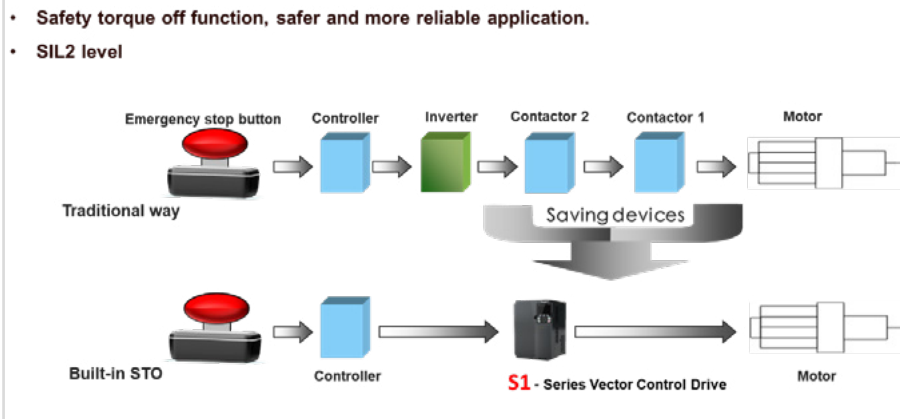 • Safety torque off function, safer and more reliable application.
• SIL2 level
Emergency stop button Controller Inverter Contactor 2 Contactor 1 Motor
Traditional way
Saving devices
Built-in STO
Controller
S1 - Series Vector Control Drive
Motor